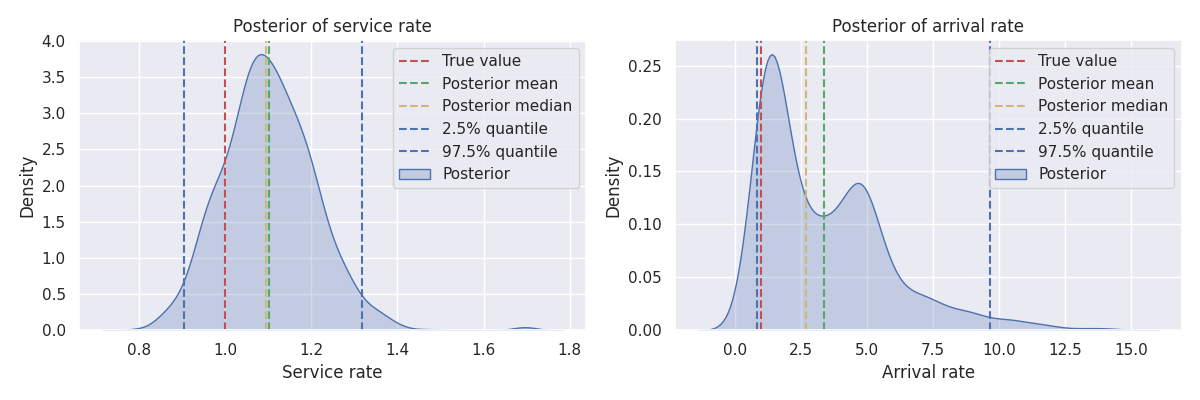 Posterior of service rate
4.0
3.5
3.0
2.5
2.0
1.5
1.0
0.5
0.0
Density
True value
Posterior mean
Posterior median
2.5% quantile
97.5% quantile
Posterior
0.8 1.0 1.2 1.4 1.6 1.8
Service rate
Posterior of arrival rate
0.25
0.20
0.15
0.10
0.05
0.00
Density
True value
Posterior mean
Posterior median
2.5% quantile
97.5% quantile
Posterior
0.0 2.5 5.0 7.5 10.0 12.5 15.0
Arrival rate